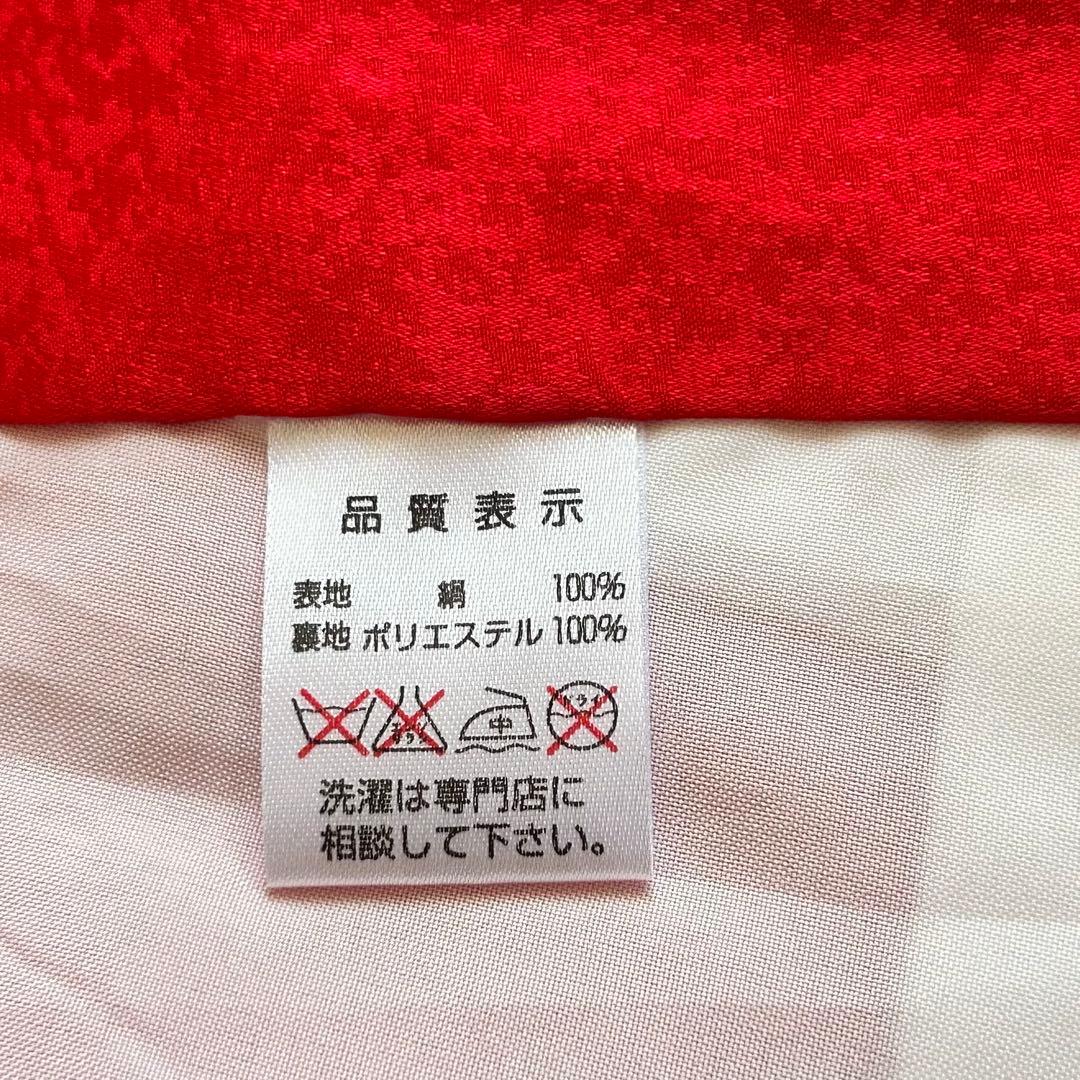 品質表示
表地 絹 100%
裏地 ポリエステル 100%
中
洗濯は専門店に
相談して下さい。